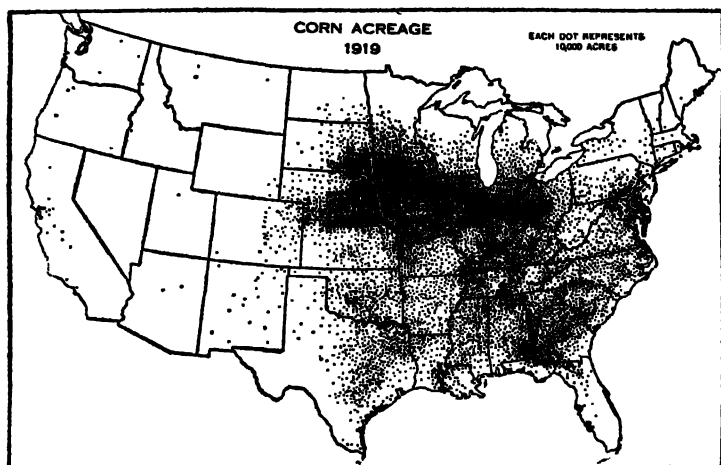 CORN ACREAGE
1919
EACH DOT REPRESENTS
10,000 ACRES